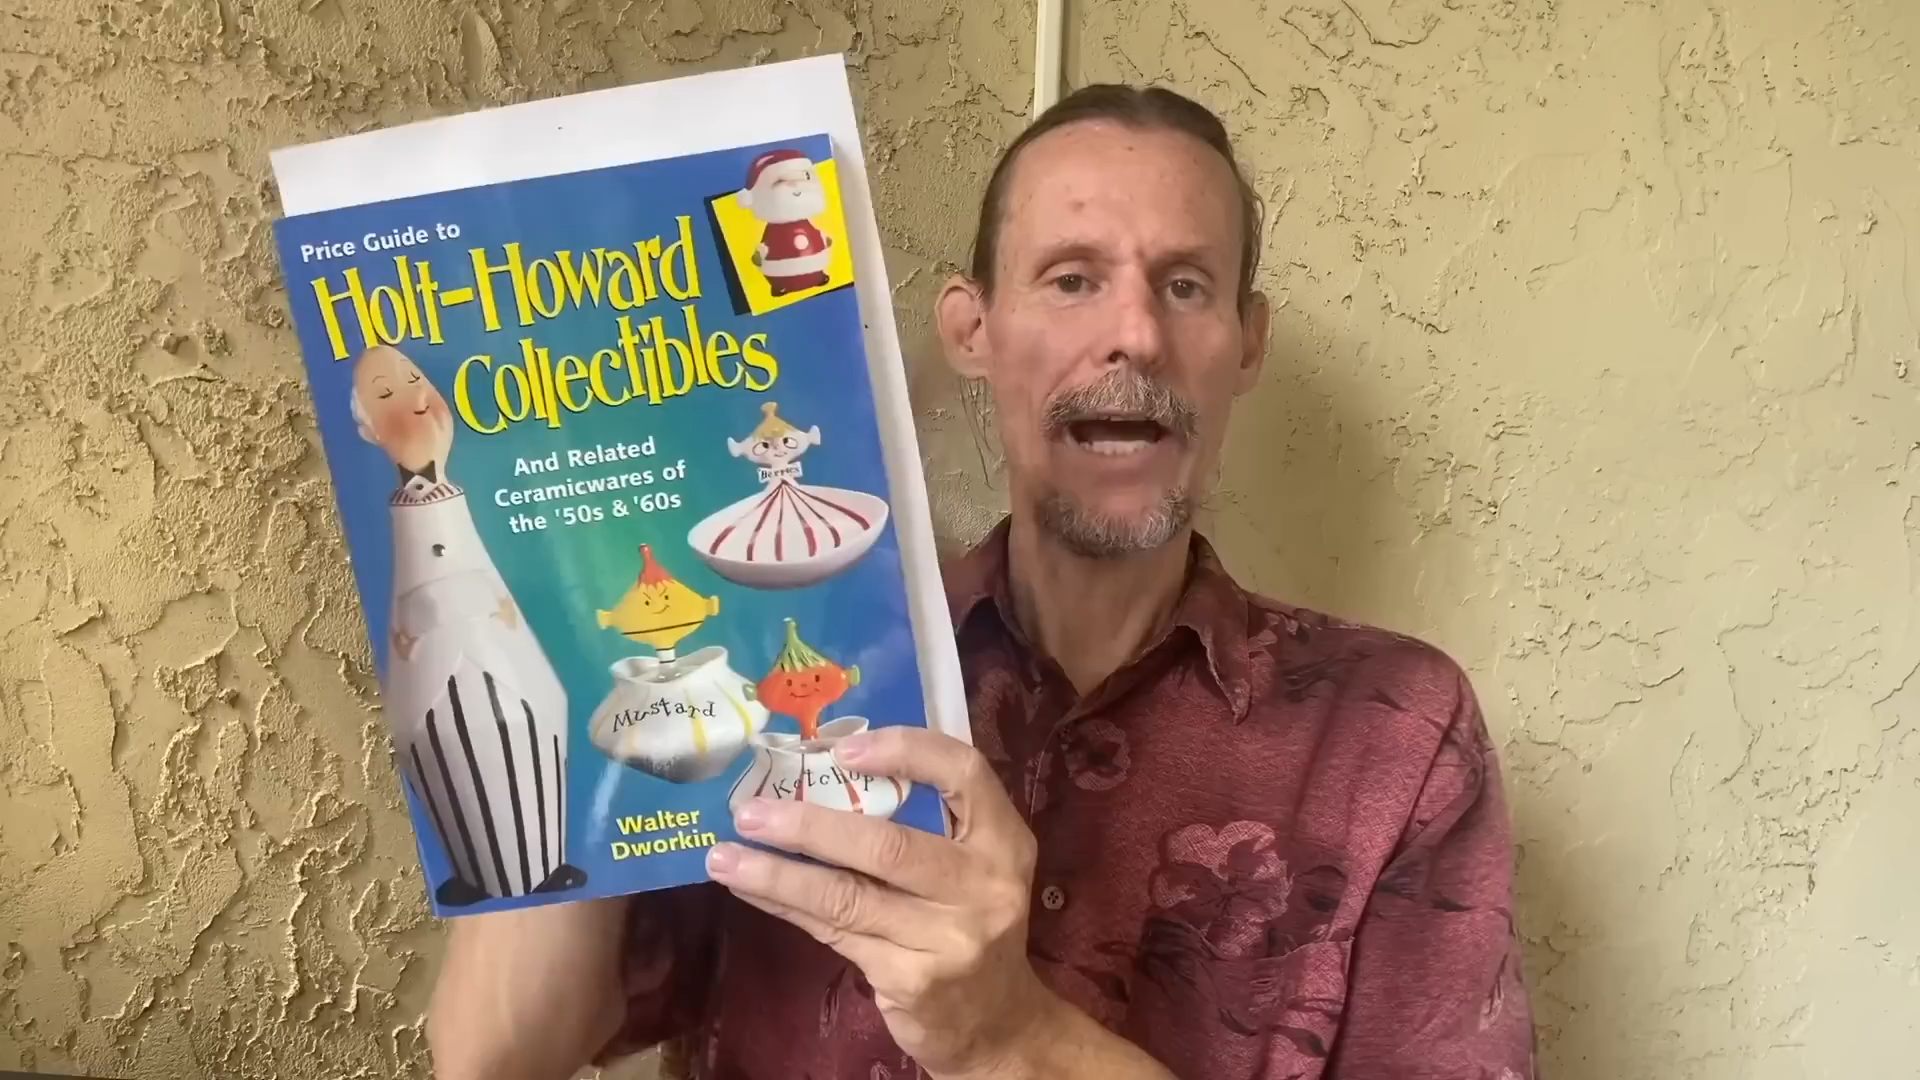 Price Guide to
Holt-Howard
Collectibles
And Related
Ceramicwares of
the '50s & '60s
Berries
Mustard
Ketchup
Walter
Dworkin